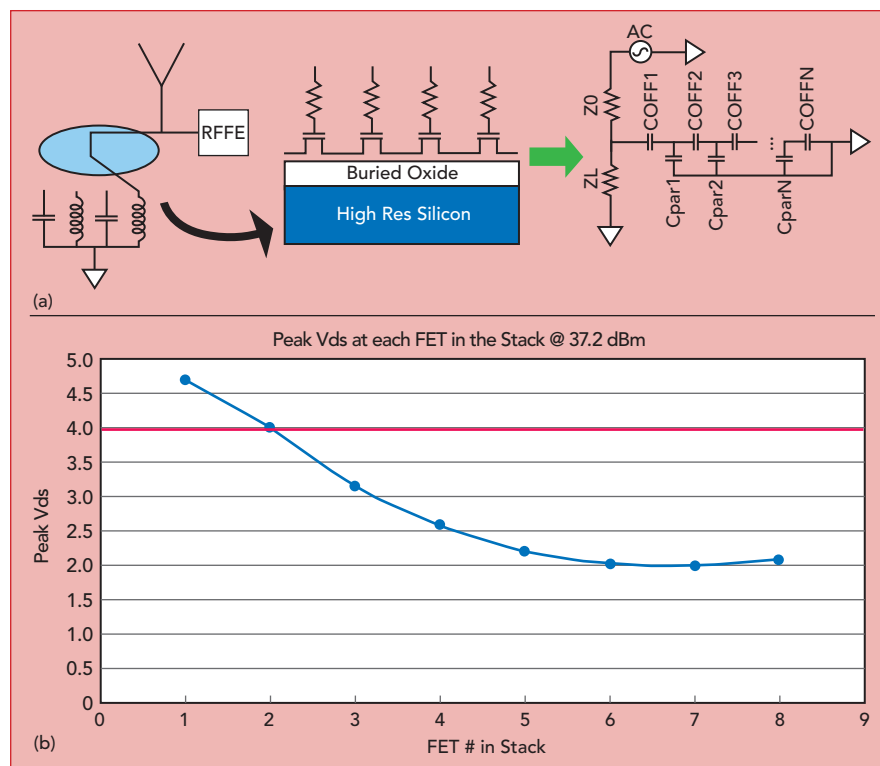 AC
Z0
COFF1
COFF2
COFF3
COFFN
RFFE
ZL
Cpar1
Cpar2
...
CparN
Buried Oxide
High Res Silicon
(a)
Peak Vds at each FET in the Stack @ 37.2 dBm
Peak Vds
5.0
4.5
4.0
3.5
3.0
2.5
2.0
1.5
1.0
0.5
0
0 1 2 3 4 5 6 7 8 9
FET # in Stack
(b)